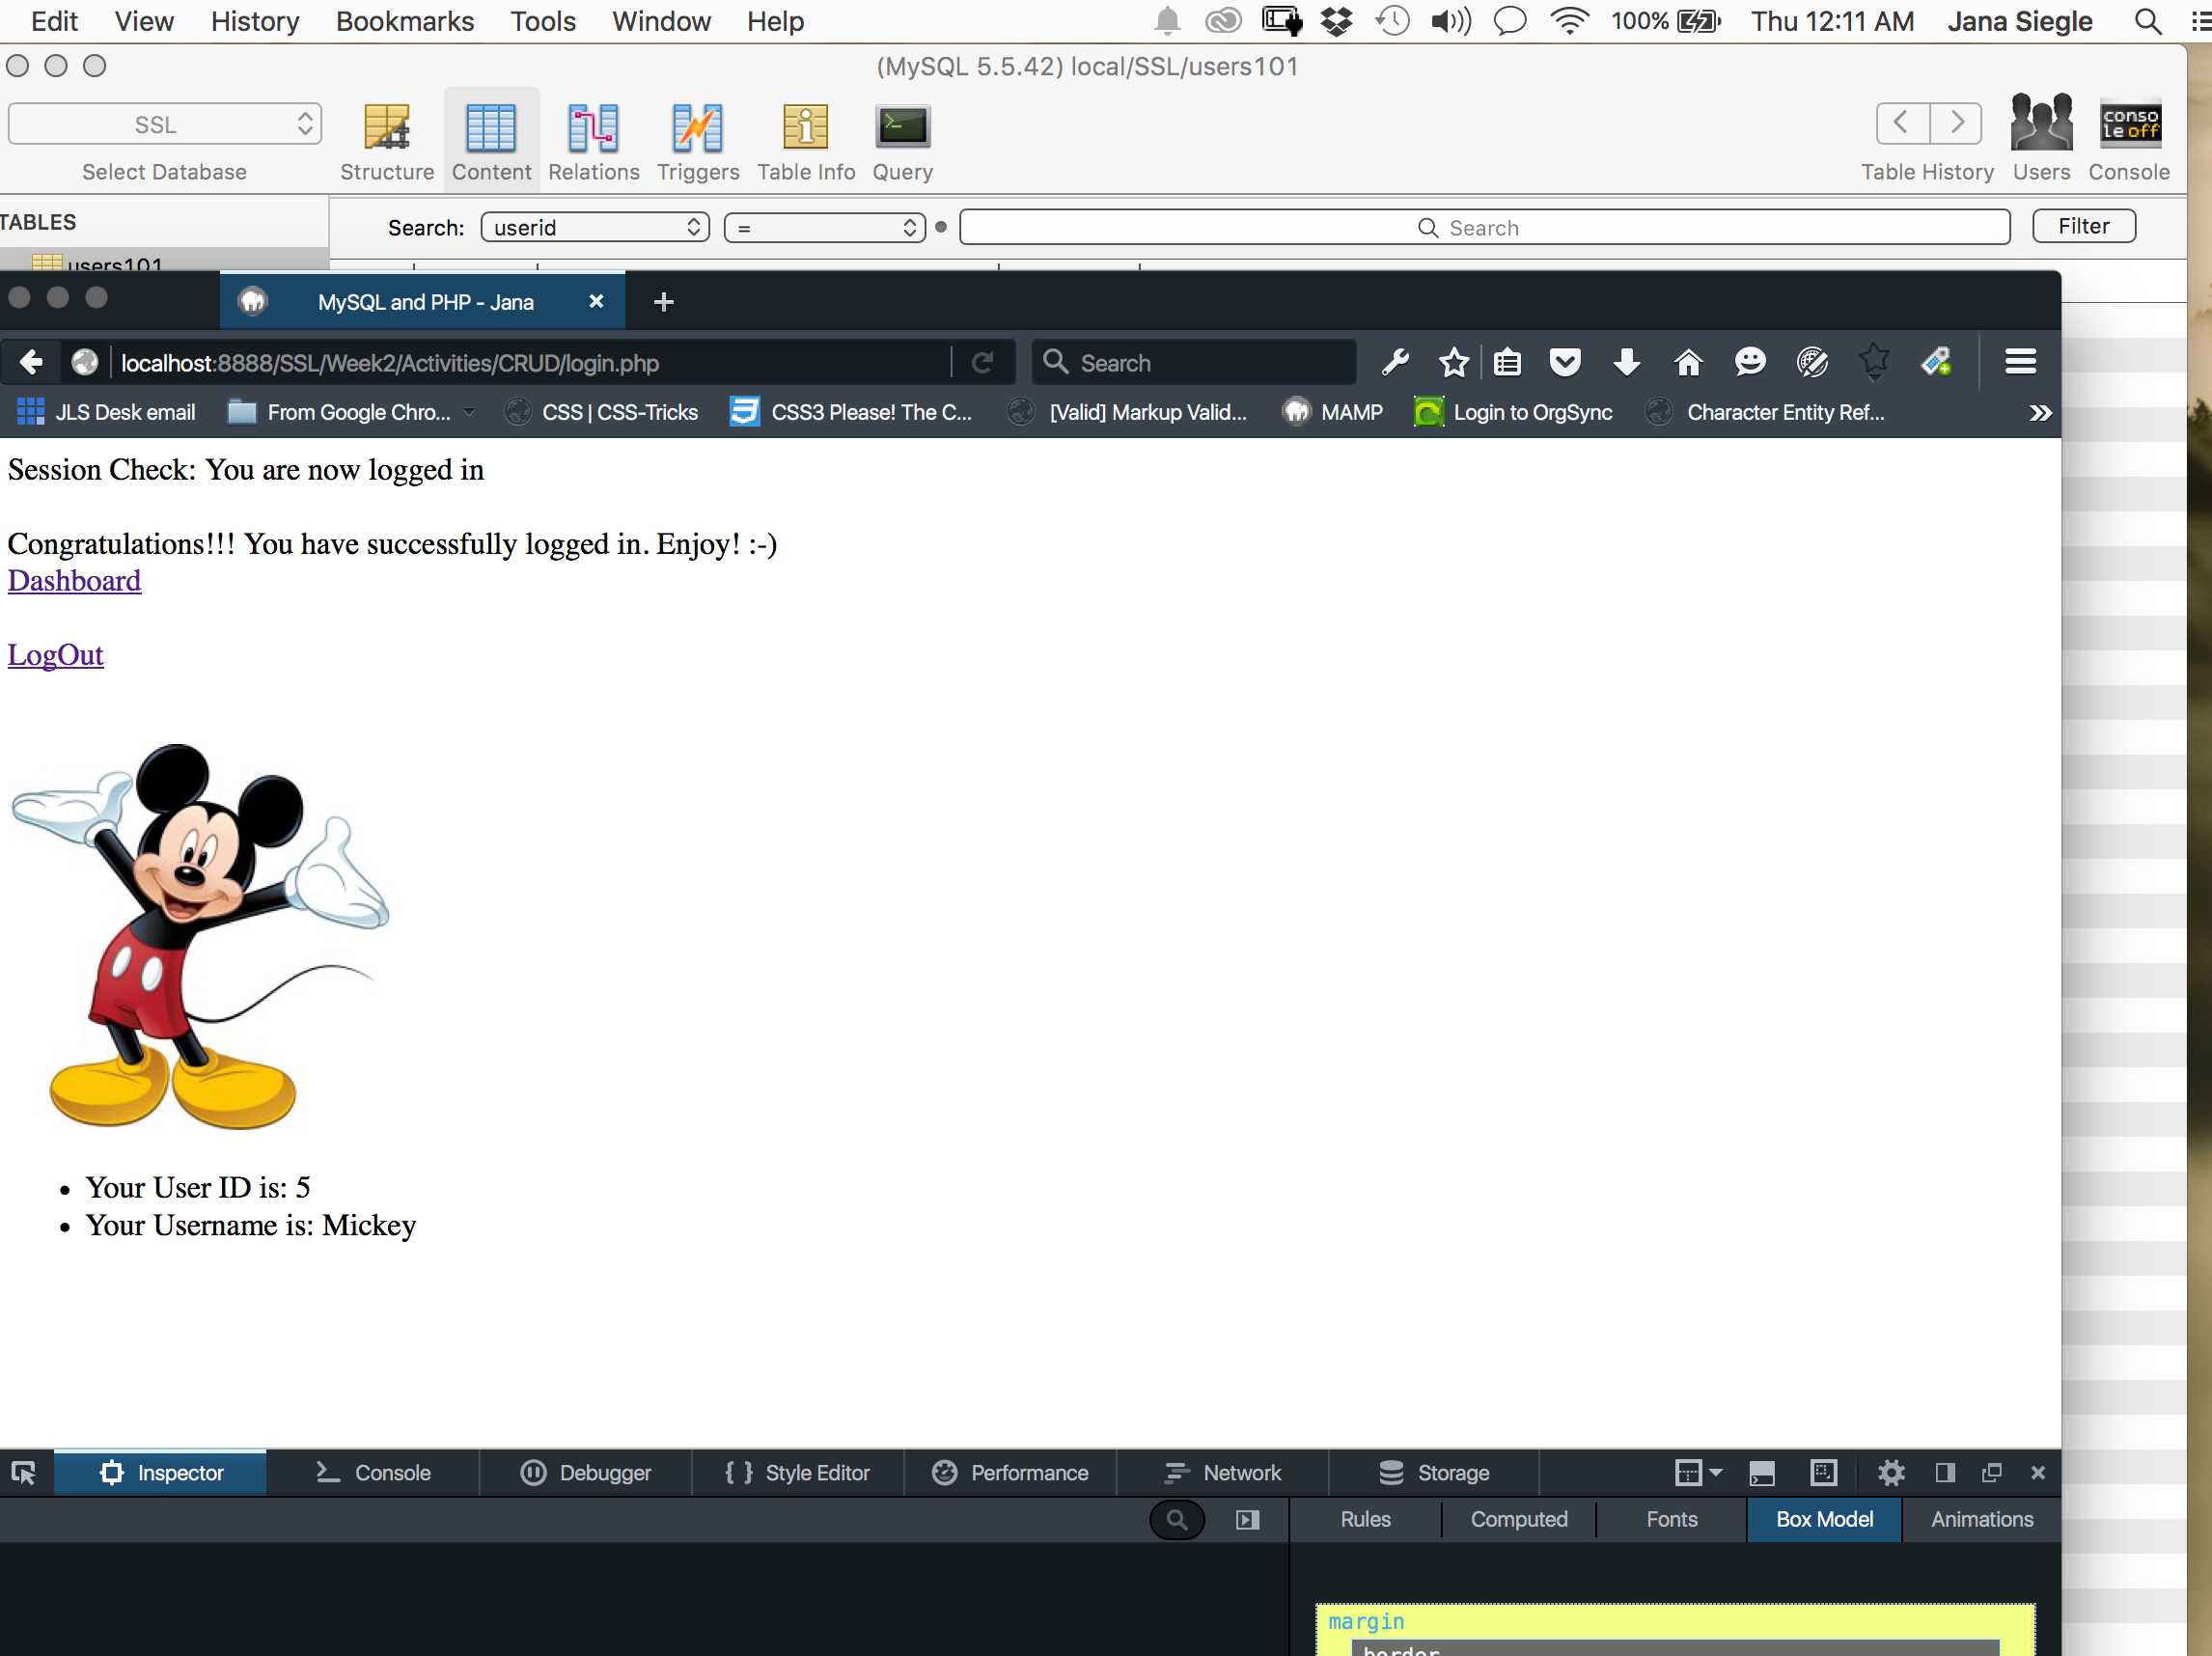 Edit View History Bookmarks Tools Window Help 100% Thu 12:11 AM Jana Siegle
(MySQL 5.5.42) local/SSL/users101
SSL
conso
le off
Select Database Structure Content Relations Triggers Table Info Query Table History Users Console
TABLES
Search: userid = Search Filter
users101
MySQL and PHP - Jana
localhost:8888/SSL/Week2/Activities/CRUD/login.php Search
JLS Desk email From Google Chro... CSS | CSS-Tricks CSS3 Please! The C... [Valid] Markup Valid... MAMP Login to OrgSync Character Entity Ref...
Session Check: You are now logged in
Congratulations!!! You have successfully logged in. Enjoy! :-)
Dashboard
LogOut
• Your User ID is: 5
• Your Username is: Mickey
Inspector Console Debugger { } Style Editor Performance Network Storage
Rules Computed Fonts Box Model Animations
margin
border